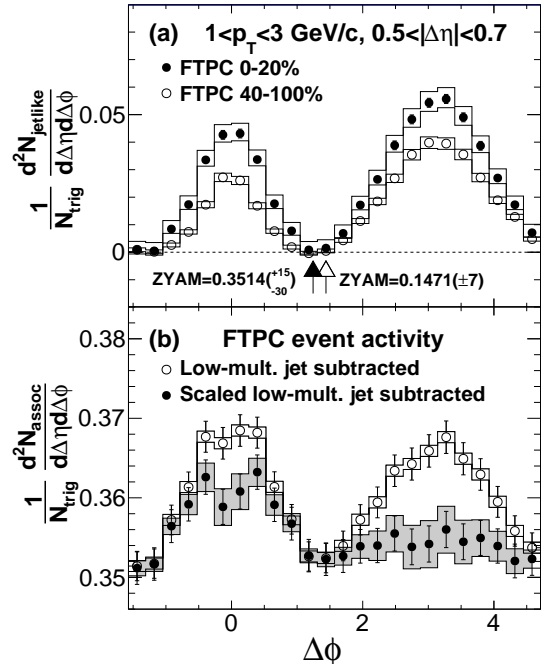 (a) 1<p_T<3 GeV/c, 0.5<|Δη|<0.7
● FTPC 0-20%
○ FTPC 40-100%
1/N_trig d²N_jetlike/dΔηdΔϕ
0.05
0
ZYAM=0.3514(+15 -30)
ZYAM=0.1471(±7)
(b) FTPC event activity
○ Low-mult. jet subtracted
● Scaled low-mult. jet subtracted
1/N_trig d²N_assoc/dΔηdΔϕ
0.38
0.37
0.36
0.35
0 2 4
Δϕ